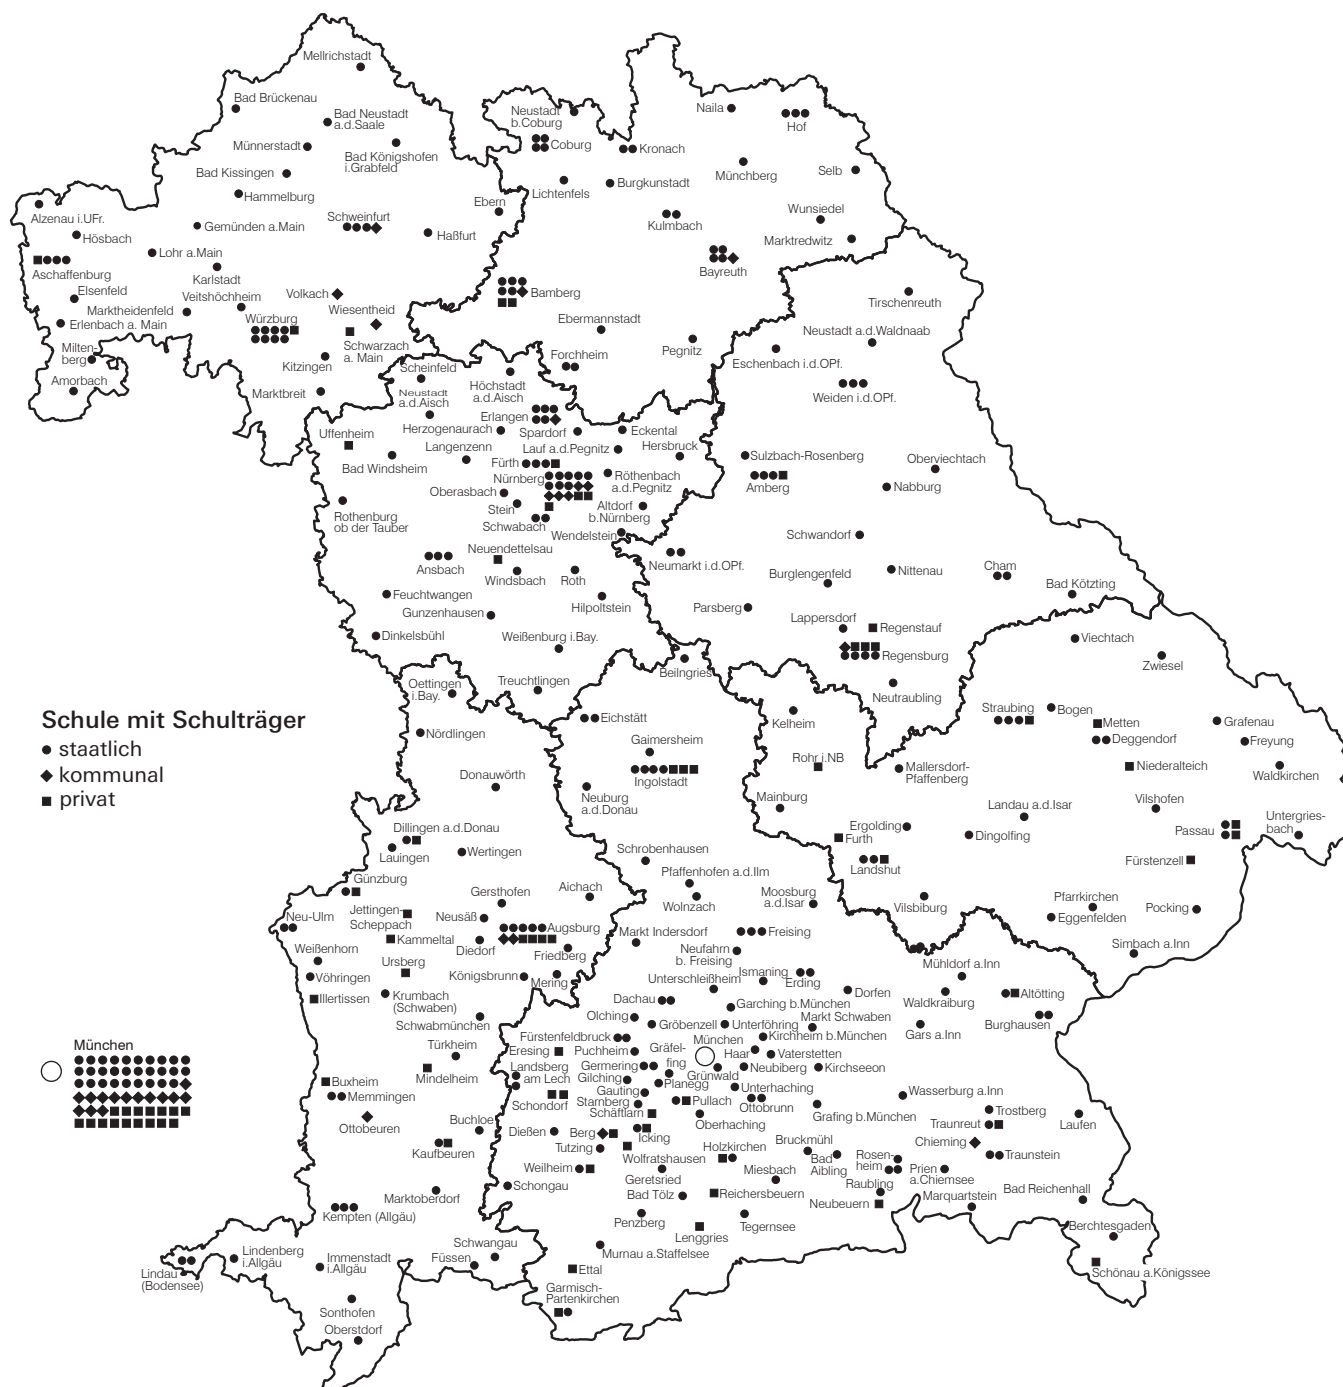 Mellrichstadt
Bad Brückenau
Bad Neustadt
a.d.Saale
Münnerstadt
Bad Königshofen
i.Grabfeld
Bad Kissingen
Hammelburg
Alzenau i.UFr.
Hösbach
Gemünden a.Main
Schweinfurt
Ebern
Haßfurt
Lohr a.Main
Aschaffenburg
Karlstadt
Elsenfeld
Veitshöchheim
Volkach
Marktheidenfeld
Wiesentheid
Erlenbach a. Main
Würzburg
Schwarzach
a. Main
Milten-
berg
Kitzingen
Amorbach
Marktbreit
Neustadt
b.Coburg
Naila
Hof
Coburg
Kronach
Münchberg
Selb
Lichtenfels
Burgkunstadt
Kulmbach
Wunsiedel
Marktredwitz
Bayreuth
Bamberg
Ebermannstadt
Pegnitz
Forchheim
Tirschenreuth
Neustadt a.d.Waldnaab
Eschenbach i.d.OPf.
Weiden i.d.OPf.
Scheinfeld
Höchstadt
a.d.Aisch
Neustadt
a.d.Aisch
Erlangen
Herzogenaurach
Spardorf
Eckental
Uffenheim
Langenzenn
Lauf a.d.Pegnitz
Hersbruck
Bad Windsheim
Fürth
Nürnberg
Röthenbach
a.d.Pegnitz
Oberasbach
Stein
Altdorf
b.Nürnberg
Rothenburg
ob der Tauber
Schwabach
Wendelstein
Neuendettelsau
Ansbach
Windsbach
Roth
Feuchtwangen
Hilpoltstein
Gunzenhausen
Dinkelsbühl
Weißenburg i.Bay.
Treuchtlingen
Sulzbach-Rosenberg
Oberviechtach
Amberg
Nabburg
Schwandorf
Neumarkt i.d.OPf.
Burglengenfeld
Nittenau
Cham
Bad Kötzting
Parsberg
Lappersdorf
Regenstauf
Regensburg
Neutraubling
Viechtach
Zwiesel
Beilngries
Oettingen
i.Bay.
Schule mit Schulträger
staatlich
kommunal
privat
Nördlingen
Donauwörth
Eichstätt
Gaimersheim
Ingolstadt
Neuburg
a.d.Donau
Kelheim
Rohr i.NB
Mainburg
Straubing
Bogen
Metten
Deggendorf
Grafenau
Freyung
Mallersdorf-
Pfaffenberg
Niederalteich
Waldkirchen
Landau a.d.Isar
Vilshofen
Ergolding
Furth
Dingolfing
Passau
Untergries-
bach
Landshut
Fürstenzell
Vilsbiburg
Pfarrkirchen
Eggenfelden
Pocking
Simbach a.Inn
Dillingen a.d.Donau
Lauingen
Wertingen
Günzburg
Gersthofen
Aichach
Neu-Ulm
Jettingen-
Scheppach
Neusäß
Augsburg
Kammeltal
Diedorf
Friedberg
Weißenhorn
Ursberg
Vöhringen
Königsbrunn
Mering
Illertissen
Krumbach
(Schwaben)
Schwabmünchen
Türkheim
Mindelheim
Buxheim
Memmingen
Ottobeuren
Buchloe
Kaufbeuren
Marktoberdorf
Kempten (Allgäu)
Lindau
(Bodensee)
Lindenberg
i.Allgäu
Immenstadt
i.Allgäu
Schwangau
Füssen
Sonthofen
Oberstdorf
München
Schrobenhausen
Pfaffenhofen a.d.Ilm
Wolnzach
Moosburg
a.d.Isar
Markt Indersdorf
Freising
Neufahrn
b. Freising
Ismaning
Erding
Unterschleißheim
Dorfen
Mühldorf a.Inn
Waldkraiburg
Altötting
Burghausen
Gars a.Inn
Dachau
Garching b.München
Markt Schwaben
Olching
Gröbenzell
Unterföhring
Fürstenfeldbruck
Kirchheim b.München
München
Eresing
Puchheim
Gräfel-
fing
Haar
Vaterstetten
Landsberg
am Lech
Germering
Grünwald
Neubiberg
Kirchseeon
Gilching
Planegg
Gauting
Unterhaching
Wasserburg a.Inn
Schondorf
Starnberg
Pullach
Ottobrunn
Schäftlarn
Oberhaching
Grafing b.München
Trostberg
Traunreut
Laufen
Dießen
Berg
Icking
Chieming
Tutzing
Holzkirchen
Bruckmühl
Traunstein
Wolfratshausen
Bad
Aibling
Rosen-
heim
Weilheim
Geretsried
Miesbach
Prien
a.Chiemsee
Schongau
Bad Tölz
Reichersbeuern
Raubling
Neubeuern
Marquartstein
Bad Reichenhall
Penzberg
Tegernsee
Lenggries
Berchtesgaden
Murnau a.Staffelsee
Ettal
Schönau a.Königssee
Garmisch-
Partenkirchen